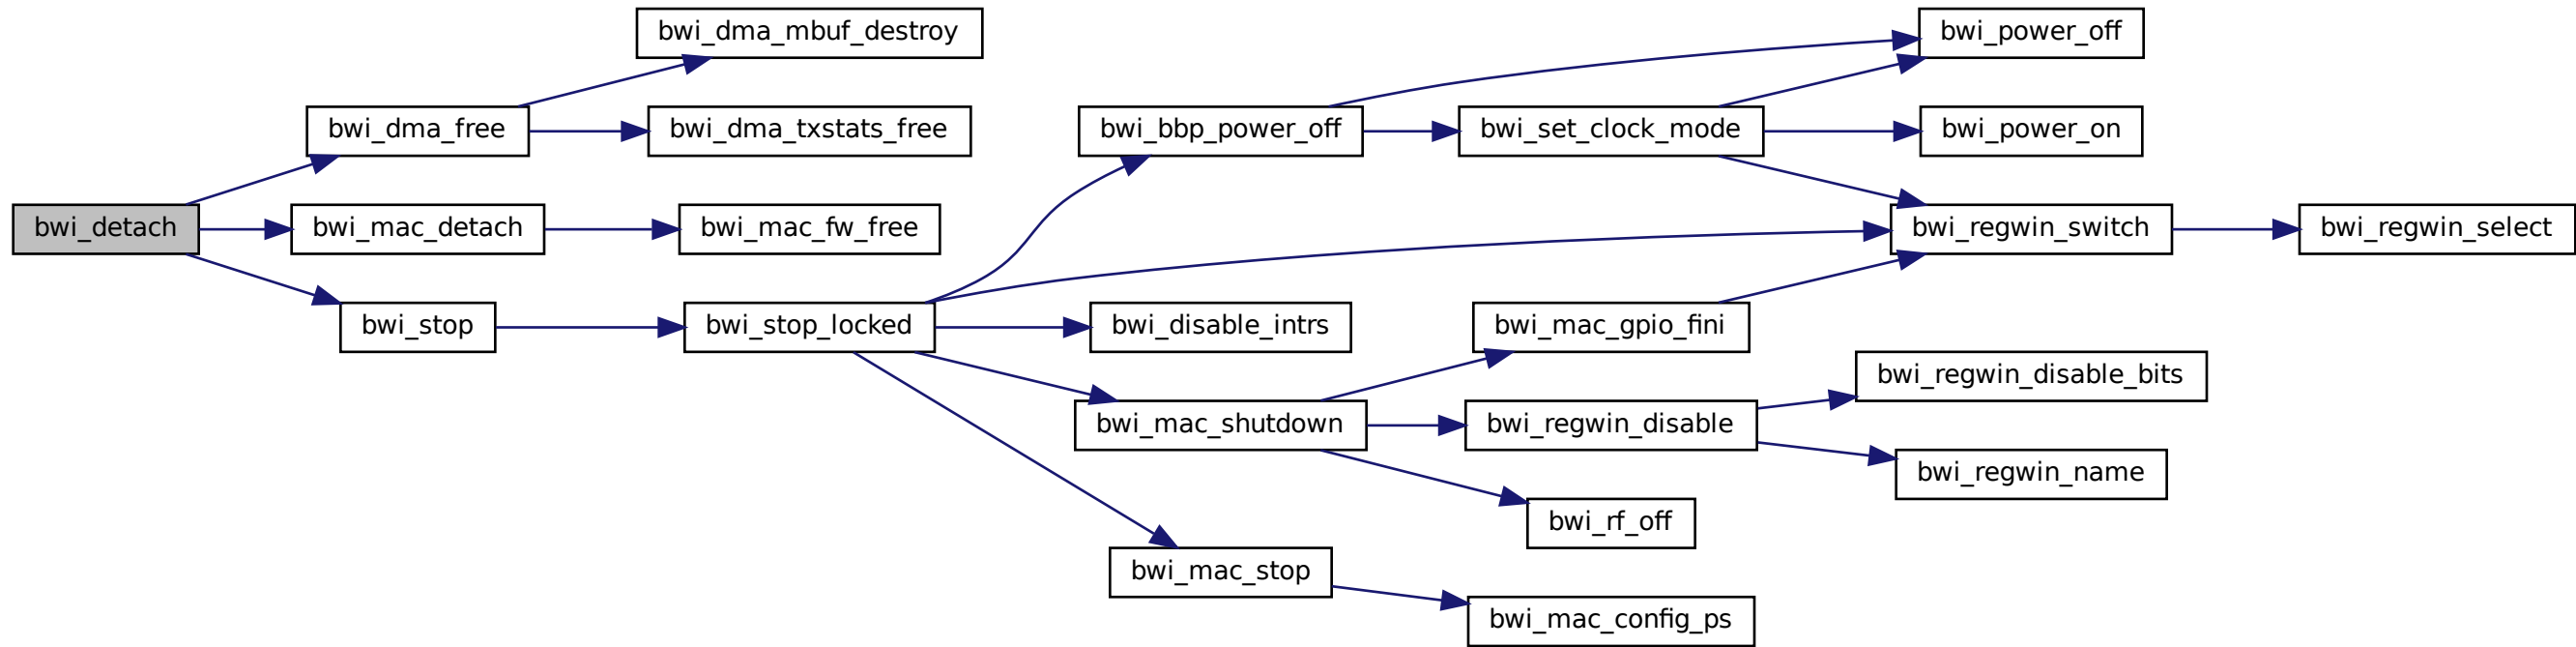 bwi_detach
bwi_dma_free
bwi_mac_detach
bwi_stop
bwi_dma_mbuf_destroy
bwi_dma_txstats_free
bwi_mac_fw_free
bwi_stop_locked
bwi_bbp_power_off
bwi_disable_intrs
bwi_mac_shutdown
bwi_mac_stop
bwi_set_clock_mode
bwi_mac_gpio_fini
bwi_regwin_disable
bwi_rf_off
bwi_mac_config_ps
bwi_power_off
bwi_power_on
bwi_regwin_switch
bwi_regwin_disable_bits
bwi_regwin_name
bwi_regwin_select